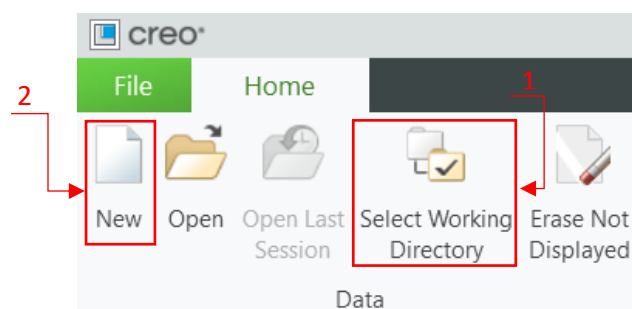 creo·
File
Home
1
2
New
Open
Open Last
Session
Select Working
Directory
Erase Not
Displayed
Data